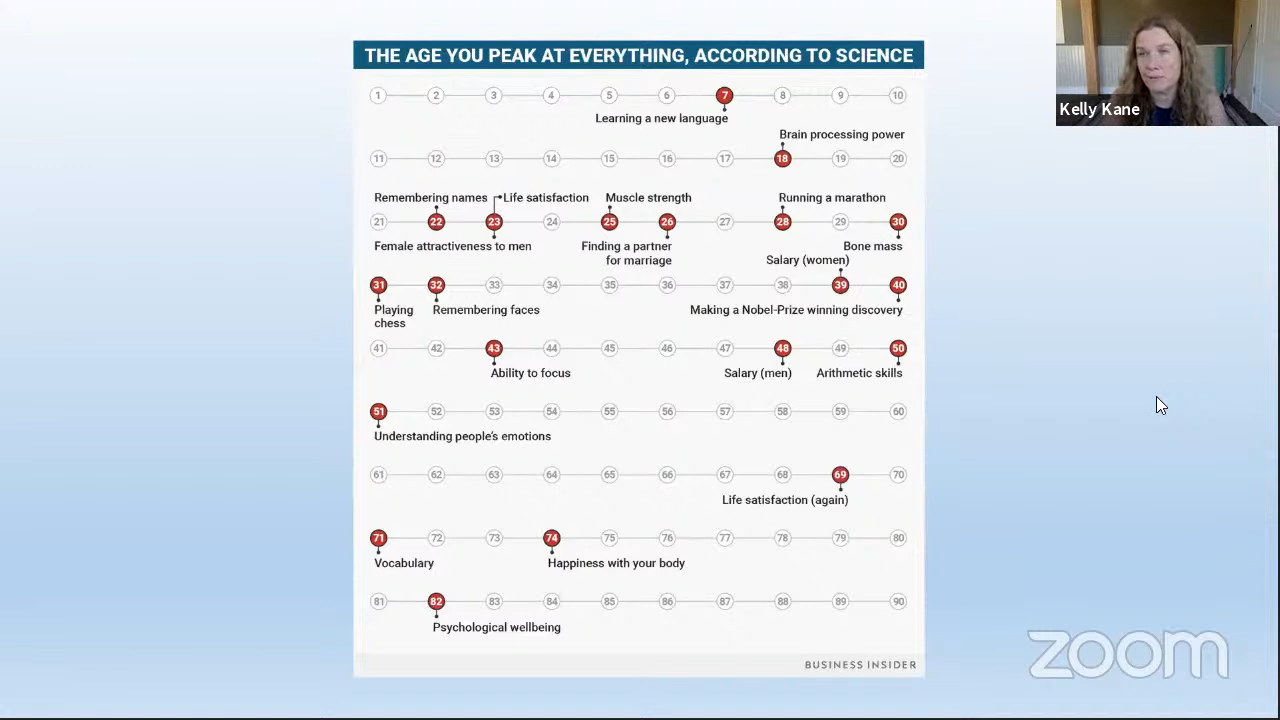 THE AGE YOU PEAK AT EVERYTHING, ACCORDING TO SCIENCE
Kelly Kane
1 2 3 4 5 6 7 8 9 10
Learning a new language
Brain processing power
11 12 13 14 15 16 17 18 19 20
Remembering names Life satisfaction Muscle strength Running a marathon
21 22 23 24 25 26 27 28 29 30
Female attractiveness to men Finding a partner Bone mass
for marriage Salary (women)
31 32 33 34 35 36 37 38 39 40
Playing Remembering faces Making a Nobel-Prize winning discovery
chess
41 42 43 44 45 46 47 48 49 50
Ability to focus Salary (men) Arithmetic skills
51 52 53 54 55 56 57 58 59 60
Understanding people's emotions
61 62 63 64 65 66 67 68 69 70
Life satisfaction (again)
71 72 73 74 75 76 77 78 79 80
Vocabulary Happiness with your body
81 82 83 84 85 86 87 88 89 90
Psychological wellbeing
BUSINESS INSIDER
zoom